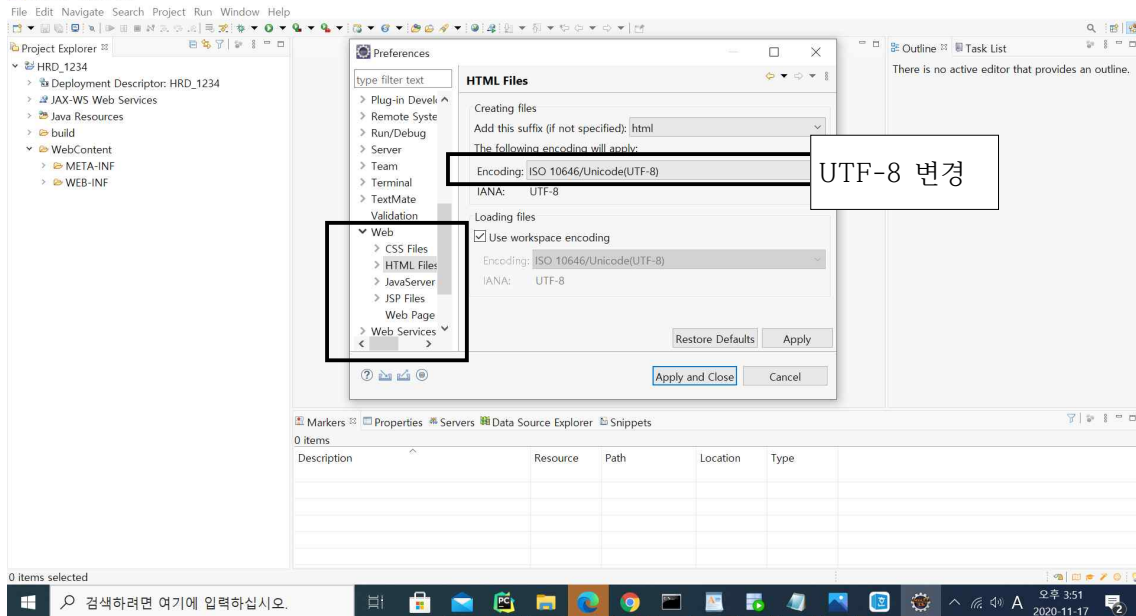 File Edit Navigate Search Project Run Window Help
Project Explorer
HRD_1234
Deployment Descriptor: HRD_1234
JAX-WS Web Services
Java Resources
build
WebContent
META-INF
WEB-INF
Preferences
type filter text
Plug-in Develo
Remote Syste
Run/Debug
Server
Team
Terminal
TextMate
Validation
Web
CSS Files
HTML Files
JavaServer
JSP Files
Web Page
Web Services
HTML Files
Creating files
Add this suffix (if not specified): html
The following encoding will apply:
Encoding: ISO 10646/Unicode(UTF-8)
IANA: UTF-8
Loading files
Use workspace encoding
Encoding: ISO 10646/Unicode(UTF-8)
IANA: UTF-8
Restore Defaults Apply
Apply and Close Cancel
UTF-8 변경
Outline Task List
There is no active editor that provides an outline.
Markers Properties Servers Data Source Explorer Snippets
0 items
Description Resource Path Location Type
0 items selected
검색하려면 여기에 입력하십시오.
A 오후 3:51
2020-11-17